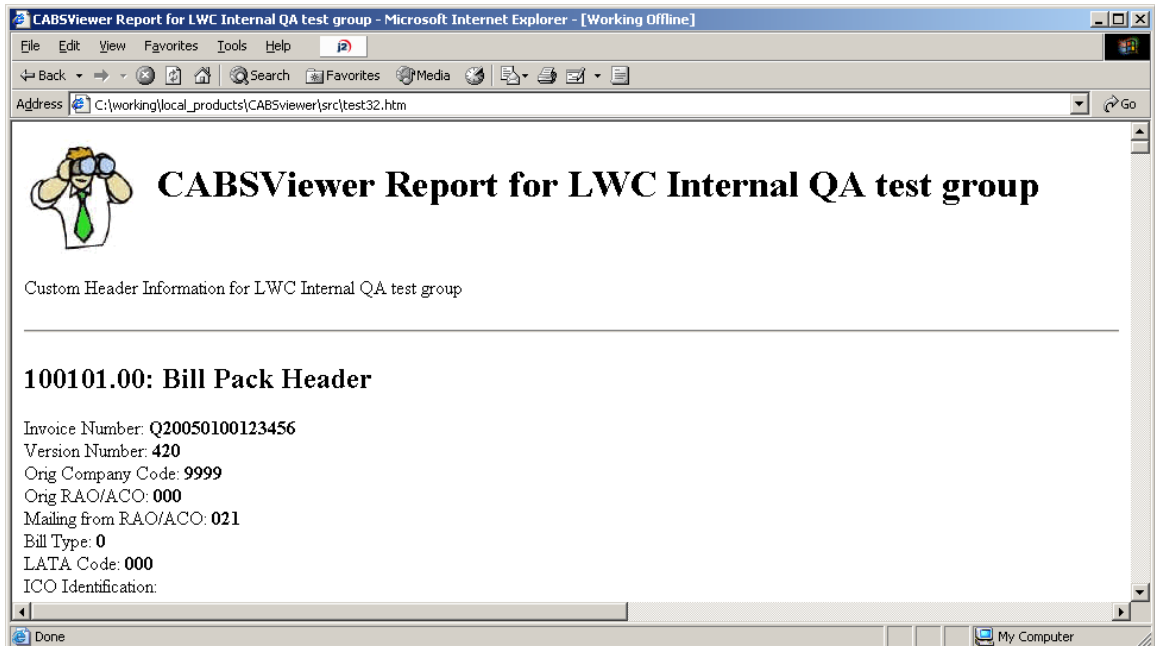 CABSViewer Report for LWC Internal QA test group - Microsoft Internet Explorer - [Working Offline]
File Edit View Favorites Tools Help j2
Back Search Favorites Media
Address C:\working\local_products\CABSviewer\src\test32.htm Go
CABSViewer Report for LWC Internal QA test group
Custom Header Information for LWC Internal QA test group
100101.00: Bill Pack Header
Invoice Number: Q20050100123456
Version Number: 420
Orig Company Code: 9999
Orig RAO/ACO: 000
Mailing from RAO/ACO: 021
Bill Type: 0
LATA Code: 000
ICO Identification:
Done My Computer